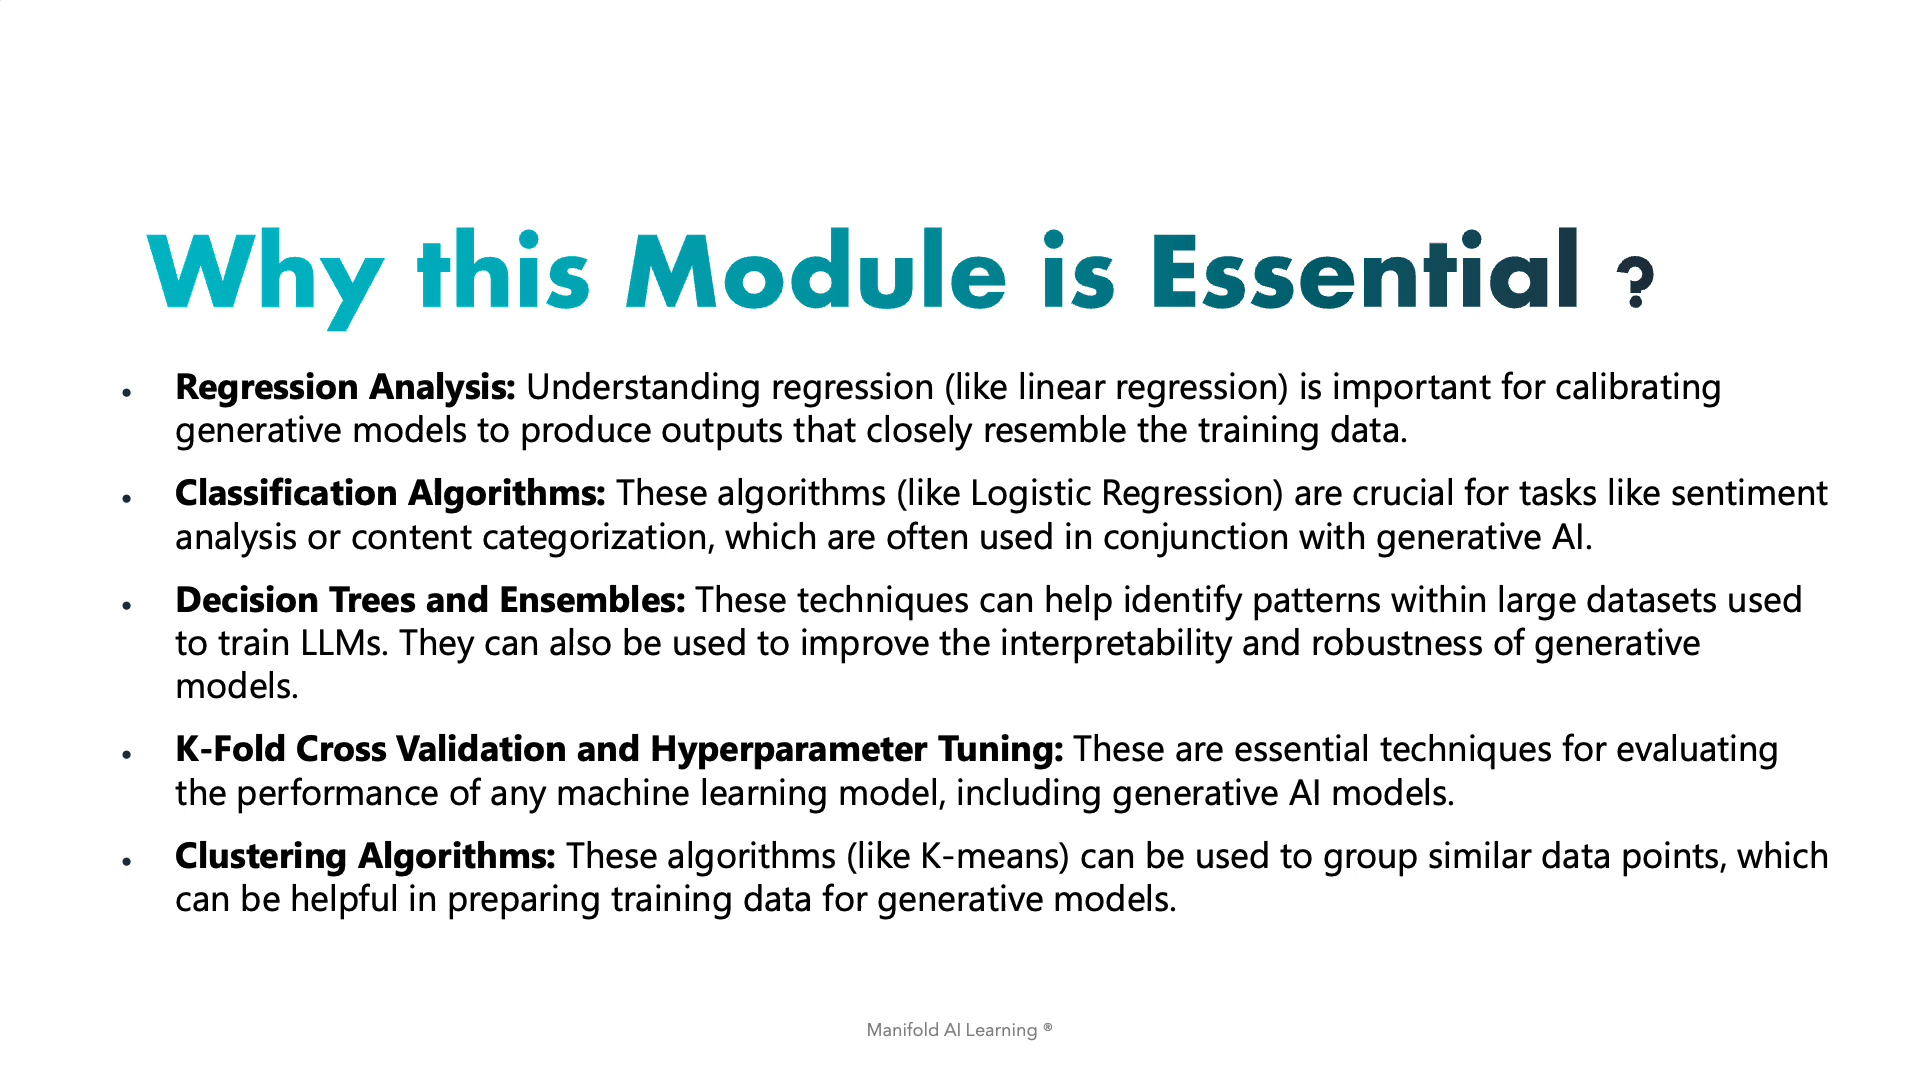 Why this Module is Essential ?
• Regression Analysis: Understanding regression (like linear regression) is important for calibrating
generative models to produce outputs that closely resemble the training data.
• Classification Algorithms: These algorithms (like Logistic Regression) are crucial for tasks like sentiment
analysis or content categorization, which are often used in conjunction with generative AI.
• Decision Trees and Ensembles: These techniques can help identify patterns within large datasets used
to train LLMs. They can also be used to improve the interpretability and robustness of generative
models.
• K-Fold Cross Validation and Hyperparameter Tuning: These are essential techniques for evaluating
the performance of any machine learning model, including generative AI models.
• Clustering Algorithms: These algorithms (like K-means) can be used to group similar data points, which
can be helpful in preparing training data for generative models.
Manifold AI Learning ®